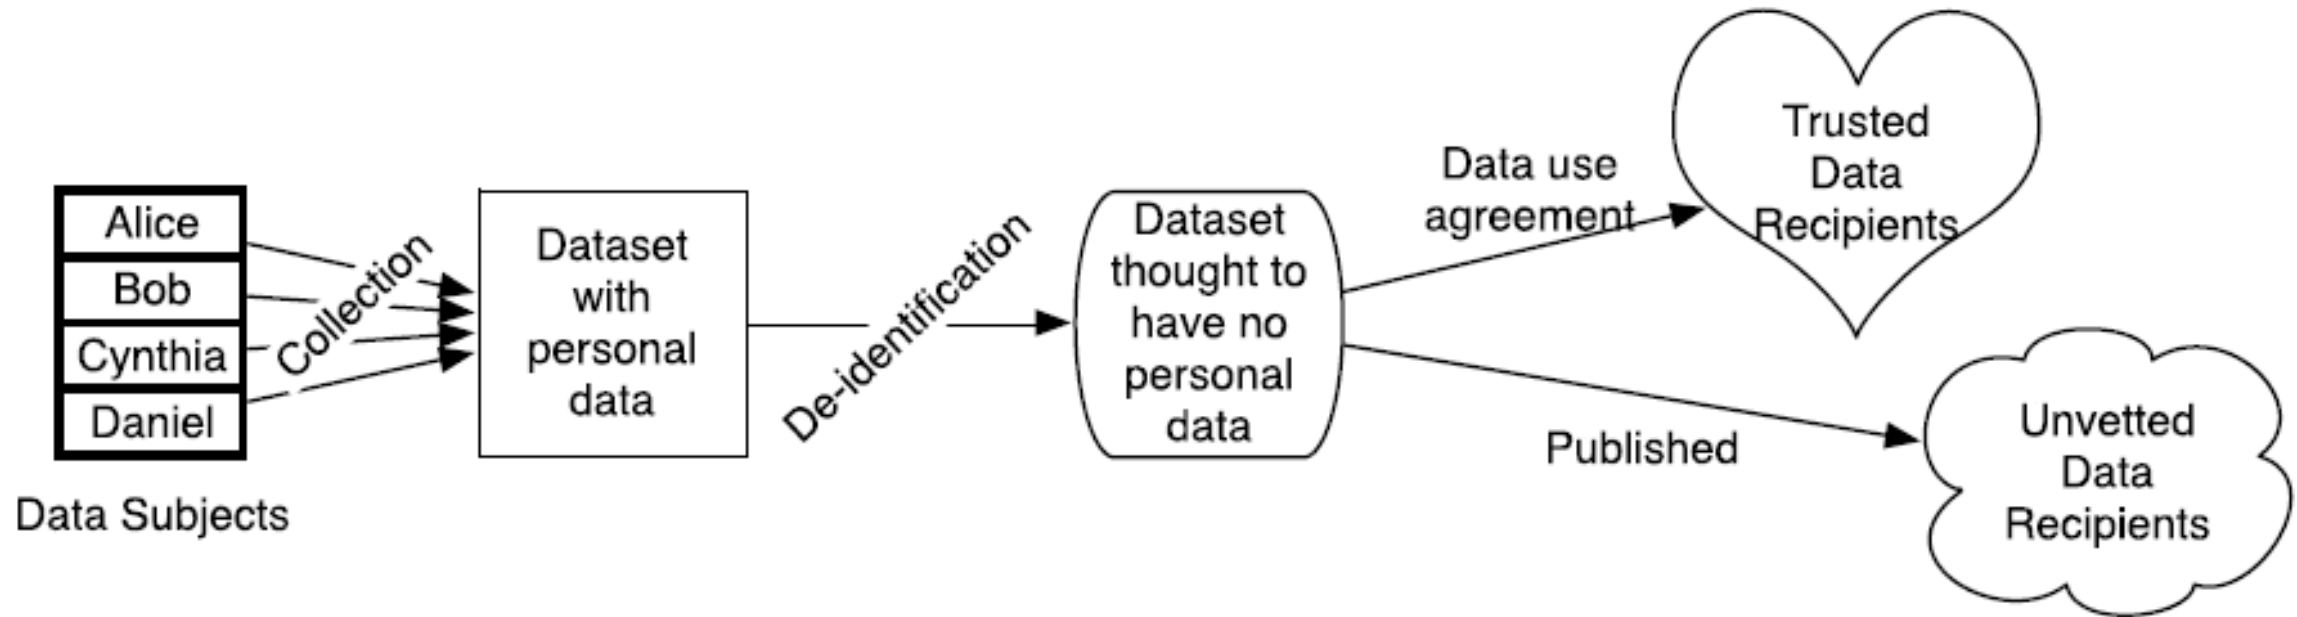 Alice
Bob
Cynthia
Daniel
Data Subjects
Collection
Dataset
with
personal
data
De-identification
Dataset
thought to
have no
personal
data
Data use
agreement
Trusted
Data
Recipients
Published
Unvetted
Data
Recipients